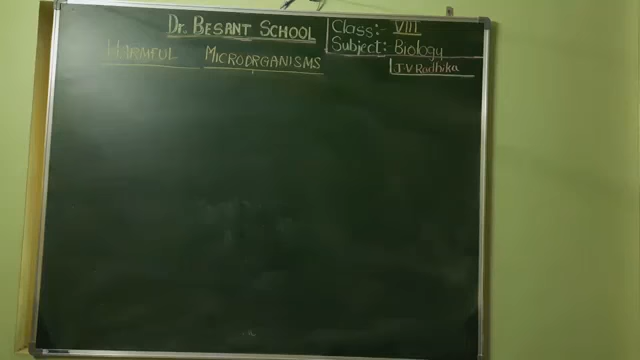 Dr. BESANT SCHOOL
Class:- VIII
Subject: Biology
J.V Radhika
HARMFUL MICROORGANISMS